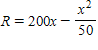 R = 200x − x²/50